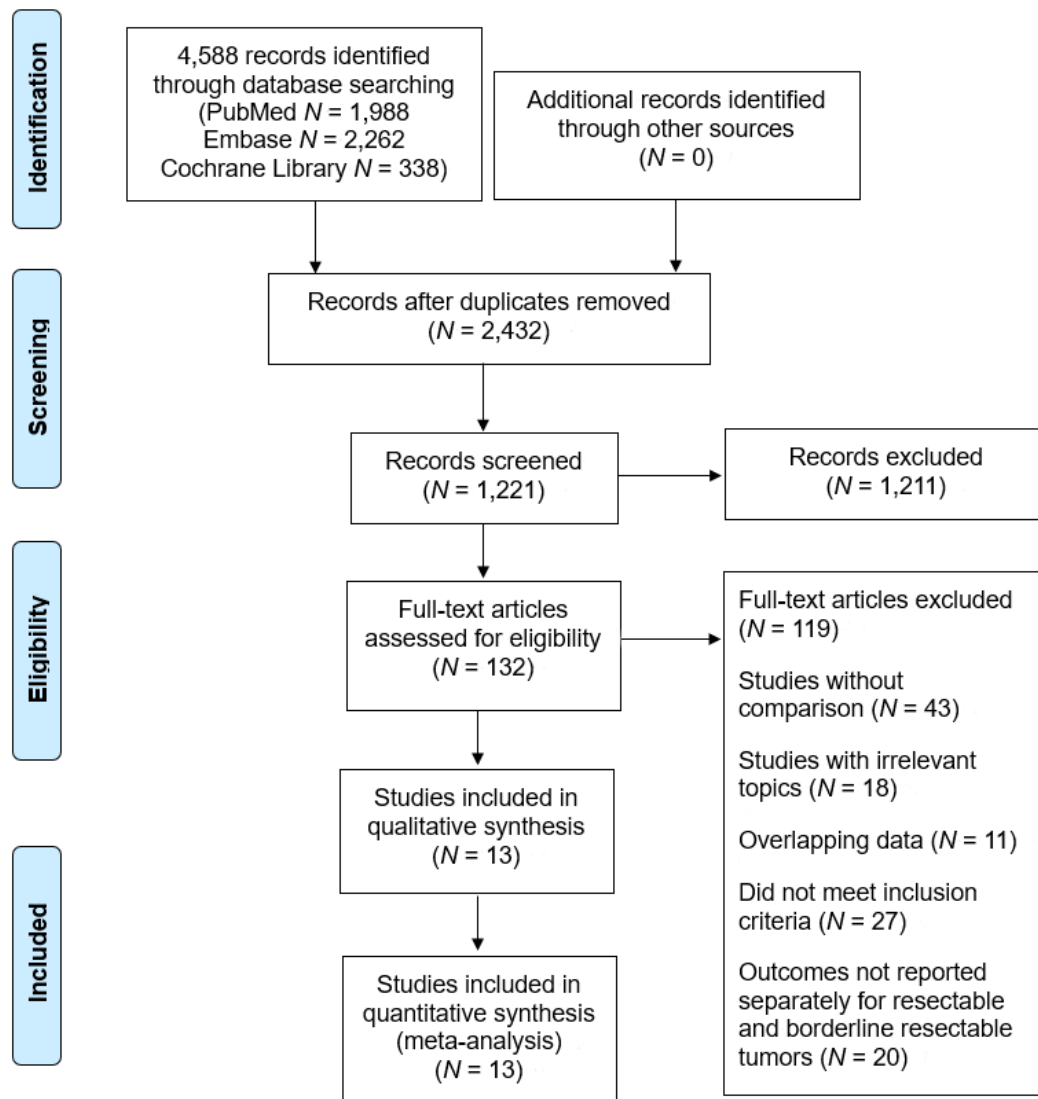 Identification
4,588 records identified
through database searching
(PubMed N = 1,988
Embase N = 2,262
Cochrane Library N = 338)
Additional records identified
through other sources
(N = 0)
Screening
Records after duplicates removed
(N = 2,432)
Records screened
(N = 1,221)
Records excluded
(N = 1,211)
Eligibility
Full-text articles
assessed for eligibility
(N = 132)
Full-text articles excluded
(N = 119)
Studies without
comparison (N = 43)
Studies with irrelevant
topics (N = 18)
Overlapping data (N = 11)
Did not meet inclusion
criteria (N = 27)
Outcomes not reported
separately for resectable
and borderline resectable
tumors (N = 20)
Studies included in
qualitative synthesis
(N = 13)
Included
Studies included in
quantitative synthesis
(meta-analysis)
(N = 13)